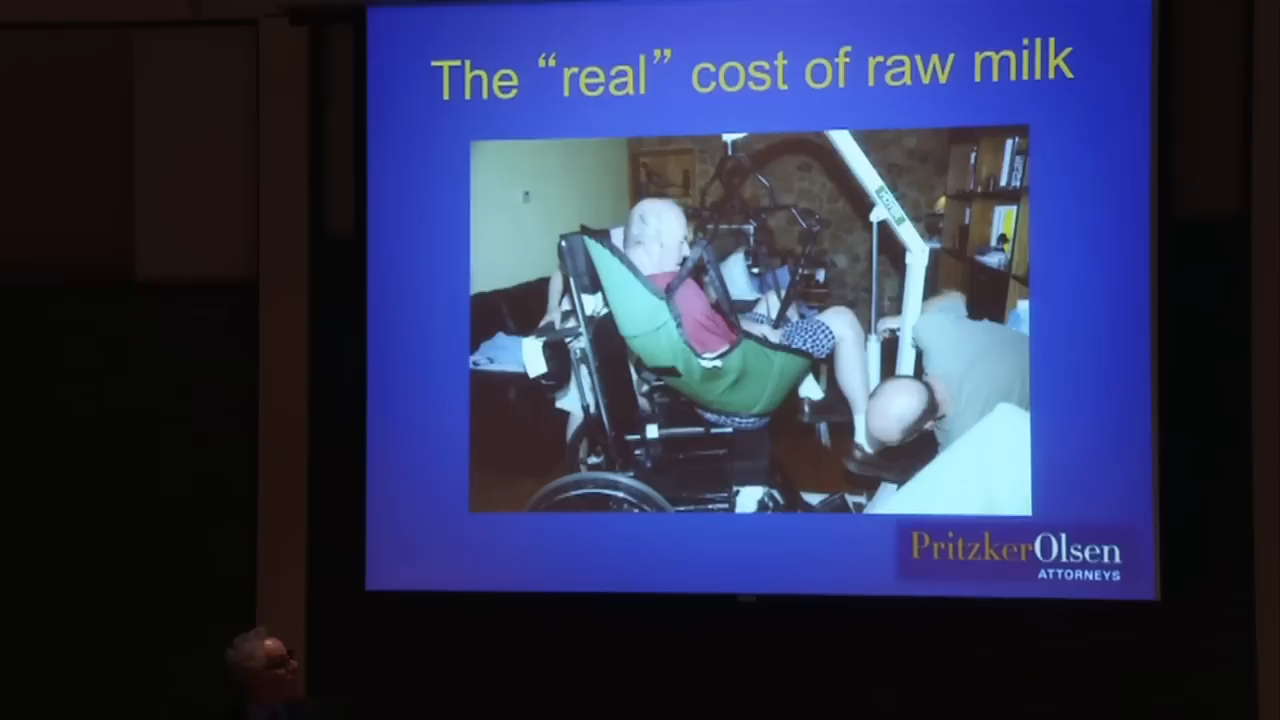 The “real” cost of raw milk
PritzkerOlsen
ATTORNEYS